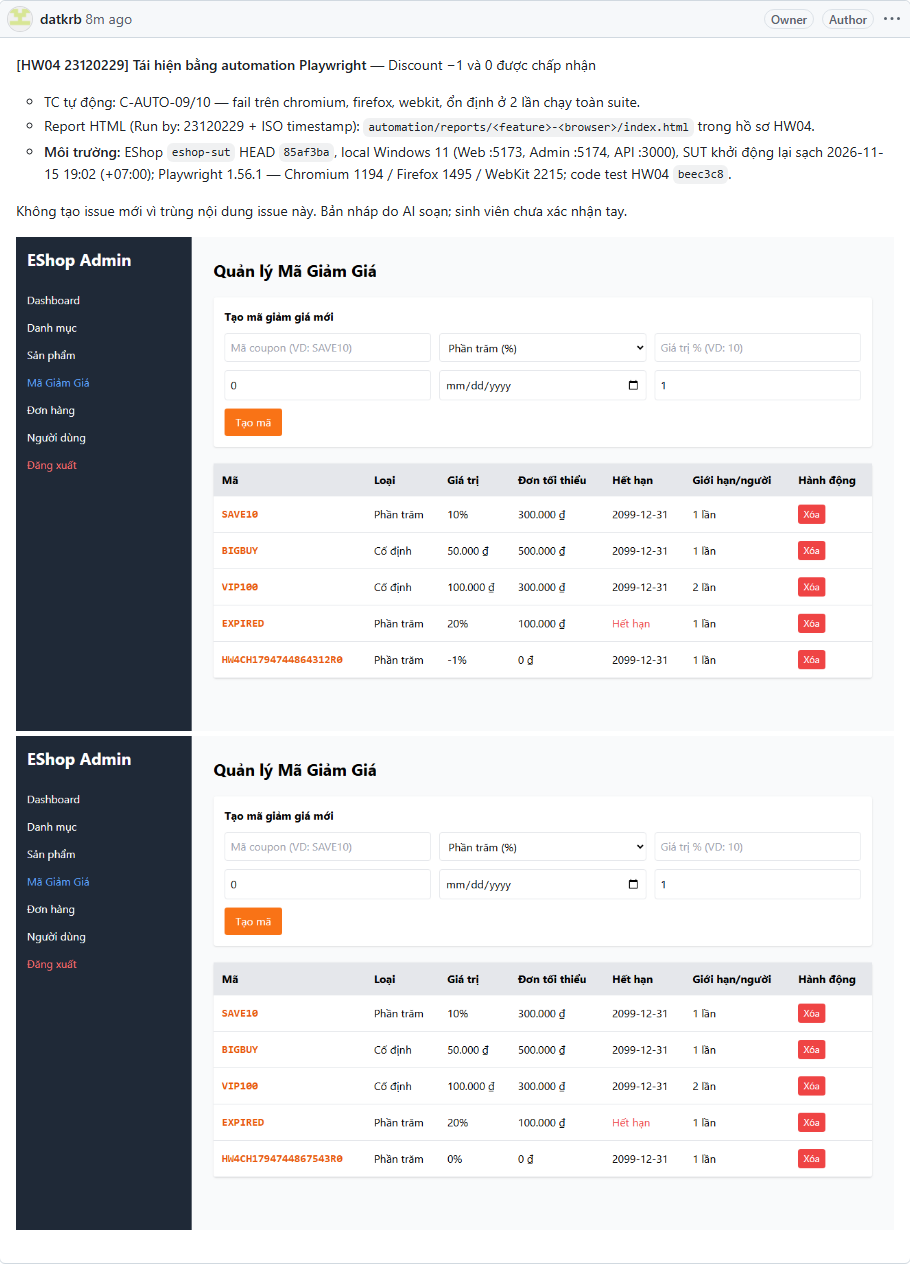 datkrb 8m ago
Owner
Author
[HW04 23120229] Tái hiện bằng automation Playwright — Discount −1 và 0 được chấp nhận
TC tự động: C-AUTO-09/10 — fail trên chromium, firefox, webkit, ổn định ở 2 lần chạy toàn suite.
Report HTML (Run by: 23120229 + ISO timestamp): automation/reports/<feature>-<browser>/index.html trong hồ sơ HW04.
Môi trường: EShop eshop-sut HEAD 85af3ba , local Windows 11 (Web :5173, Admin :5174, API :3000), SUT khởi động lại sạch 2026-11-
15 19:02 (+07:00); Playwright 1.56.1 — Chromium 1194 / Firefox 1495 / WebKit 2215; code test HW04 beec3c8 .
Không tạo issue mới vì trùng nội dung issue này. Bản nháp do AI soạn; sinh viên chưa xác nhận tay.
EShop Admin
Dashboard
Danh mục
Sản phẩm
Mã Giảm Giá
Đơn hàng
Người dùng
Đăng xuất
Quản lý Mã Giảm Giá
Tạo mã giảm giá mới
Mã coupon (VD: SAVE10) Phần trăm (%) Giá trị % (VD: 10)
0 mm/dd/yyyy 1
Tạo mã
Mã Loại Giá trị Đơn tối thiểu Hết hạn Giới hạn/người Hành động
SAVE10 Phần trăm 10% 300.000 ₫ 2099-12-31 1 lần Xóa
BIGBUY Cố định 50.000 ₫ 500.000 ₫ 2099-12-31 1 lần Xóa
VIP100 Cố định 100.000 ₫ 300.000 ₫ 2099-12-31 2 lần Xóa
EXPIRED Phần trăm 20% 100.000 ₫ Hết hạn 1 lần Xóa
HW4CH1794744864312R0 Phần trăm -1% 0 ₫ 2099-12-31 1 lần Xóa
EShop Admin
Dashboard
Danh mục
Sản phẩm
Mã Giảm Giá
Đơn hàng
Người dùng
Đăng xuất
Quản lý Mã Giảm Giá
Tạo mã giảm giá mới
Mã coupon (VD: SAVE10) Phần trăm (%) Giá trị % (VD: 10)
0 mm/dd/yyyy 1
Tạo mã
Mã Loại Giá trị Đơn tối thiểu Hết hạn Giới hạn/người Hành động
SAVE10 Phần trăm 10% 300.000 ₫ 2099-12-31 1 lần Xóa
BIGBUY Cố định 50.000 ₫ 500.000 ₫ 2099-12-31 1 lần Xóa
VIP100 Cố định 100.000 ₫ 300.000 ₫ 2099-12-31 2 lần Xóa
EXPIRED Phần trăm 20% 100.000 ₫ Hết hạn 1 lần Xóa
HW4CH1794744867543R0 Phần trăm 0% 0 ₫ 2099-12-31 1 lần Xóa